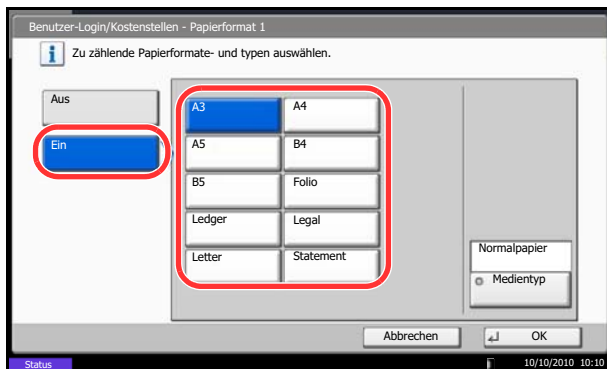 Benutzer-Login/Kostenstellen - Papierformat 1
Zu zählende Papierformate- und typen auswählen.
Aus
Ein
A3 A4
A5 B4
B5 Folio
Ledger Legal
Letter Statement
Normalpapier
Medientyp
Abbrechen OK
Status 10/10/2010 10:10